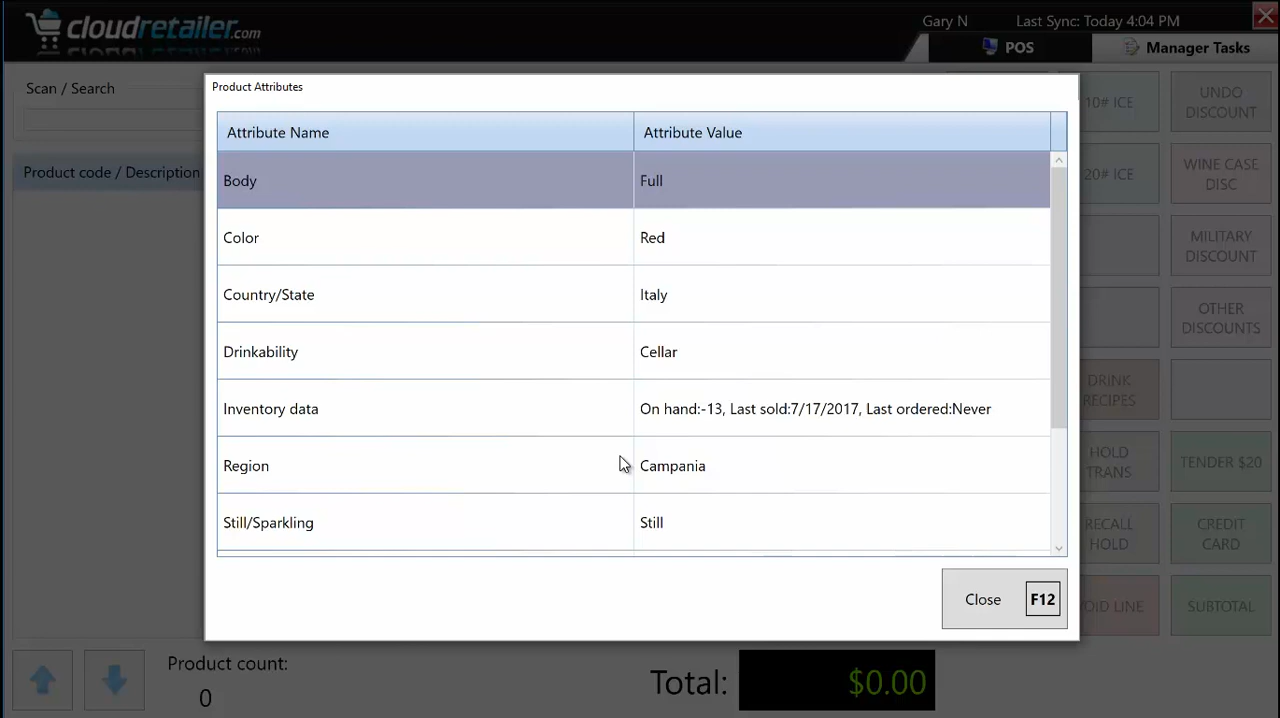 cloudretailer.com
Gary N
Last Sync: Today 4:04 PM
POS
Manager Tasks
Scan / Search
Product code / Description
Product Attributes
Attribute Name
Attribute Value
Body
Full
Color
Red
Country/State
Italy
Drinkability
Cellar
Inventory data
On hand:-13, Last sold:7/17/2017, Last ordered:Never
Region
Campania
Still/Sparkling
Still
Close
F12
10# ICE
UNDO
DISCOUNT
20# ICE
WINE CASE
DISC
MILITARY
DISCOUNT
OTHER
DISCOUNTS
DRINK
RECIPES
HOLD
TRANS
TENDER $20
RECALL
HOLD
CREDIT
CARD
VOID LINE
SUBTOTAL
Product count:
0
Total:
$0.00